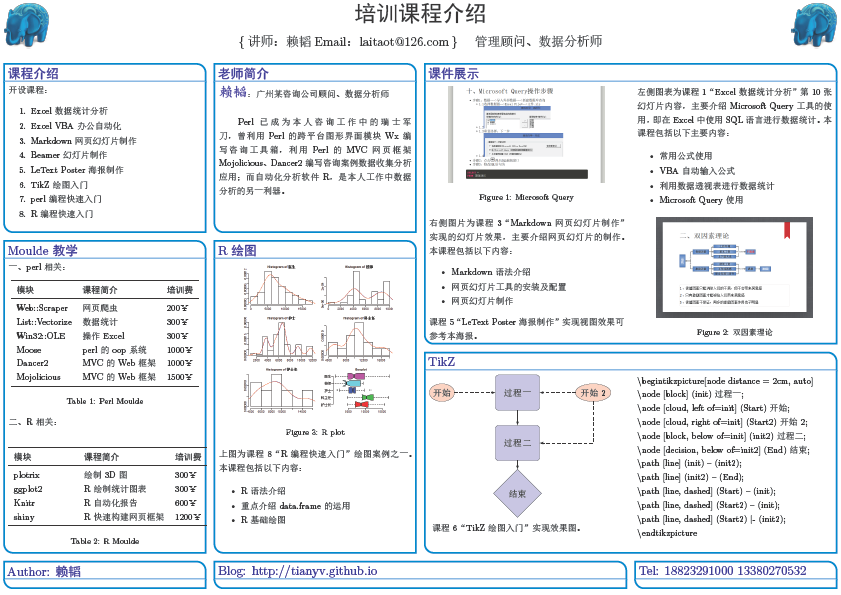 培训课程介绍
{ 讲师：赖韬 Email：laitaot@126.com } 管理顾问、数据分析师
课程介绍
开设课程：
1. Excel 数据统计分析
2. Excel VBA 办公自动化
3. Markdown 网页幻灯片制作
4. Beamer 幻灯片制作
5. LeText Poster 海报制作
6. TikZ 绘图入门
7. perl 编程快速入门
8. R 编程快速入门
老师简介
赖韬：广州某咨询公司顾问、数据分析师
Perl 已成为本人咨询工作中的瑞士军
刀，曾利用 Perl 的跨平台图形界面模块 Wx 编
写咨询工具箱，利用 Perl 的 MVC 网页框架
Mojolicious、Dancer2 编写咨询案例数据收集分析
应用；而自动化分析软件 R，是本人工作中数据
分析的另一利器。
课件展示
十、Microsoft Query操作步骤
Figure 1: Microsoft Query
右侧图片为课程 3 “Markdown 网页幻灯片制作”
实现的幻灯片效果，主要介绍网页幻灯片的制作。
本课程包括以下内容：
• Markdown 语法介绍
• 网页幻灯片工具的安装及配置
• 网页幻灯片制作
课程 5 “LeText Poster 海报制作” 实现视图效果可
参考本海报。
左侧图表为课程 1 “Excel 数据统计分析” 第 10 张
幻灯片内容，主要介绍 Microsoft Query 工具的使
用，即在 Excel 中使用 SQL 语言进行数据统计。本
课程包括以下主要内容：
• 常用公式使用
• VBA 自动输入公式
• 利用数据透视表进行数据统计
• Microsoft Query 使用
二、双因素理论
Figure 2: 双因素理论
Moulde 教学
一、perl 相关：
模块 课程简介 培训费
Web::Scraper 网页爬虫 200￥
List::Vectorize 数据统计 300￥
Win32::OLE 操作 Excel 300￥
Moose perl 的 oop 系统 1000￥
Dancer2 MVC 的 Web 框架 1000￥
Mojolicious MVC 的 Web 框架 1500￥
Table 1: Perl Moulde
二、R 相关：
模块 课程简介 培训费
plotrix 绘制 3D 图 300￥
ggplot2 R 绘制统计图表 300￥
Knitr R 自动化报告 600￥
shiny R 快速构建网页框架 1200￥
Table 2: R Moulde
R 绘图
Figure 3: R plot
上图为课程 8 “R 编程快速入门” 绘图案例之一。
本课程包括以下内容：
• R 语法介绍
• 重点介绍 data.frame 的运用
• R 基础绘图
TikZ
开始
过程一
开始 2
过程二
结束
课程 6 “TikZ 绘图入门” 实现效果图。
\begintikzpicture[node distance = 2cm, auto]
\node [block] (init) 过程一;
\node [cloud, left of=init] (Start) 开始;
\node [cloud, right of=init] (Start2) 开始 2;
\node [block, below of=init] (init2) 过程二;
\node [decision, below of=init2] (End) 结束;
\path [line] (init) – (init2);
\path [line] (init2) – (End);
\path [line, dashed] (Start) – (init);
\path [line, dashed] (Start2) – (init);
\path [line, dashed] (Start2) |- (init2);
\endtikzpicture
Author: 赖韬
Blog: http://tianyv.github.io
Tel: 18823291000 13380270532